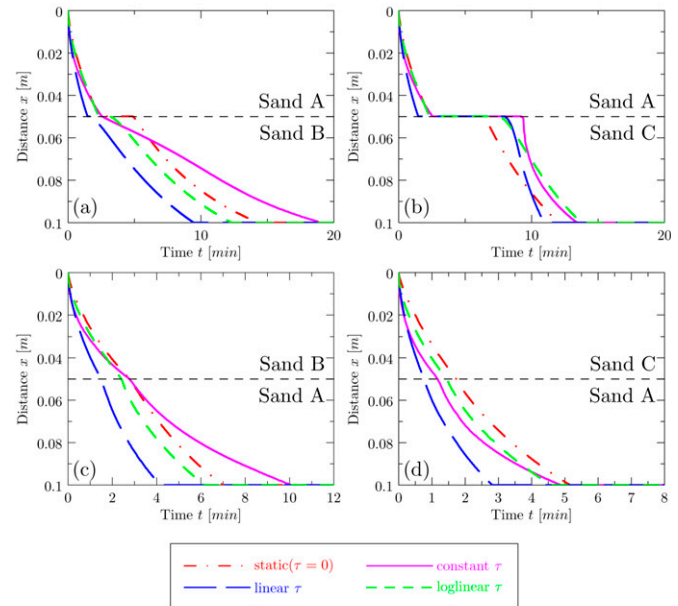 0
0.02
0.04
0.06
0.08
0.1
Distance x [m]
Sand A
Sand B
(a)
0 10 20
Time t [min]
0
0.02
0.04
0.06
0.08
0.1
Distance x [m]
Sand A
Sand C
(b)
0 10 20
Time t [min]
0
0.02
0.04
0.06
0.08
0.1
Distance x [m]
Sand B
Sand A
(c)
0 2 4 6 8 10 12
Time t [min]
0
0.02
0.04
0.06
0.08
0.1
Distance x [m]
Sand C
Sand A
(d)
0 1 2 3 4 5 6 7 8
Time t [min]
static(τ = 0) constant τ
linear τ loglinear τ